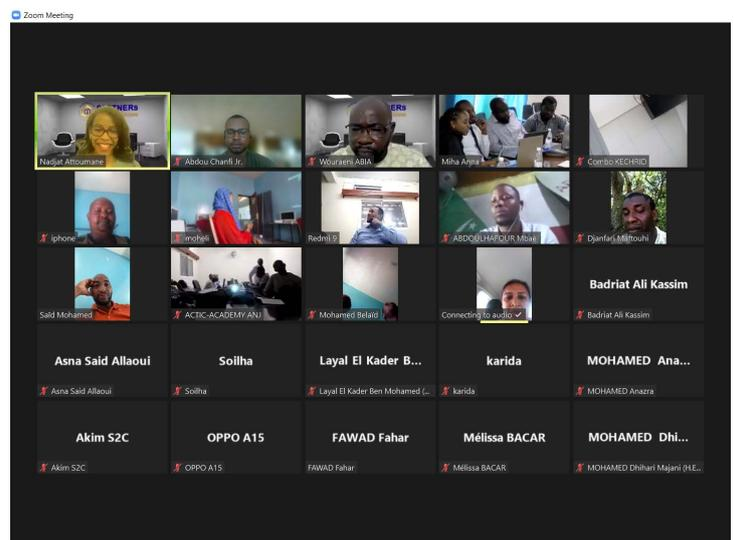 Zoom Meeting
Nadjat Attoumane
Abdou Chanfi Jr.
Wouraeni ABIA
Miha Anna
Combo KECHRID
iphone
moheli
Redmi 9
ABDOULHAFOUR Mbae
Djanfari Maftouhi
Saïd Mohamed
ACTIC-ACADEMY ANJ
Mohamed Belaïd
Connecting to audio
Badriat Ali Kassim
Badriat Ali Kassim
Asna Said Allaoui
Soilha
Layal El Kader B...
karida
MOHAMED Ana...
Asna Said Allaoui
Soilha
Layal El Kader Ben Mohamed (...
karida
MOHAMED Anazra
Akim S2C
OPPO A15
FAWAD Fahar
Mélissa BACAR
MOHAMED Dhi...
Akim S2C
OPPO A15
FAWAD Fahar
Mélissa BACAR
MOHAMED Dhihari Majani (H.E...